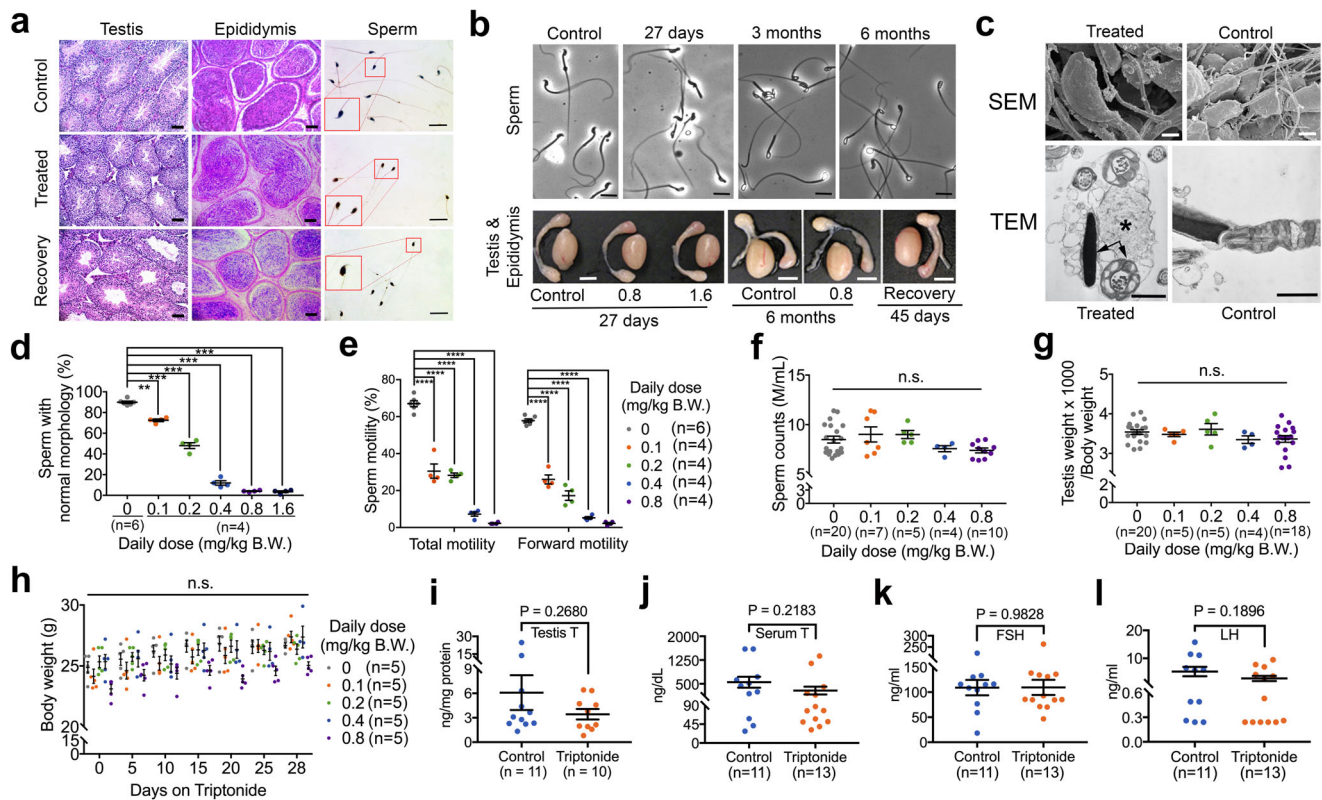 a
Testis Epididymis Sperm
Control
Treated
Recovery
b
Control 27 days 3 months 6 months
Sperm
Testis &
Epididymis
Control 0.8 1.6 Control 0.8 Recovery
27 days 6 months 45 days
c
Treated Control
SEM
TEM
*
Treated Control
d
Sperm with
normal morphology (%)
***
***
***
***
**
100
80
60
40
20
0
0 0.1 0.2 0.4 0.8 1.6
(n=6) (n=4)
Daily dose (mg/kg B.W.)
e
Sperm motility (%)
****
****
****
****
****
****
****
****
100
80
60
40
20
0
Total motility Forward motility
Daily dose
(mg/kg B.W.)
0 (n=6)
0.1 (n=4)
0.2 (n=4)
0.4 (n=4)
0.8 (n=4)
f
Sperm counts (M/mL)
n.s.
15
10
5
3
0
0 0.1 0.2 0.4 0.8
(n=20) (n=7) (n=5) (n=4) (n=10)
Daily dose (mg/kg B.W.)
g
Testis weight x 1000
/Body weight
n.s.
5
4
3
2
0
0 0.1 0.2 0.4 0.8
(n=20) (n=5) (n=5) (n=4) (n=18)
Daily dose (mg/kg B.W.)
h
Body weight (g)
n.s.
30
25
20
15
0
0 5 10 15 20 25 28
Days on Triptonide
Daily dose
(mg/kg B.W.)
0 (n=5)
0.1 (n=5)
0.2 (n=5)
0.4 (n=5)
0.8 (n=5)
i
P = 0.2680
Testis T
ng/mg protein
30
15
9
6
3
0
Control Triptonide
(n = 11) (n = 10)
j
P = 0.2183
Serum T
ng/dL
2000
1250
500
90
45
0
Control Triptonide
(n=11) (n=13)
k
P = 0.9828
FSH
ng/ml
300
250
200
150
100
50
0
Control Triptonide
(n=11) (n=13)
l
P = 0.1896
LH
ng/ml
20
10
0.6
0.3
0.0
Control Triptonide
(n=11) (n=13)